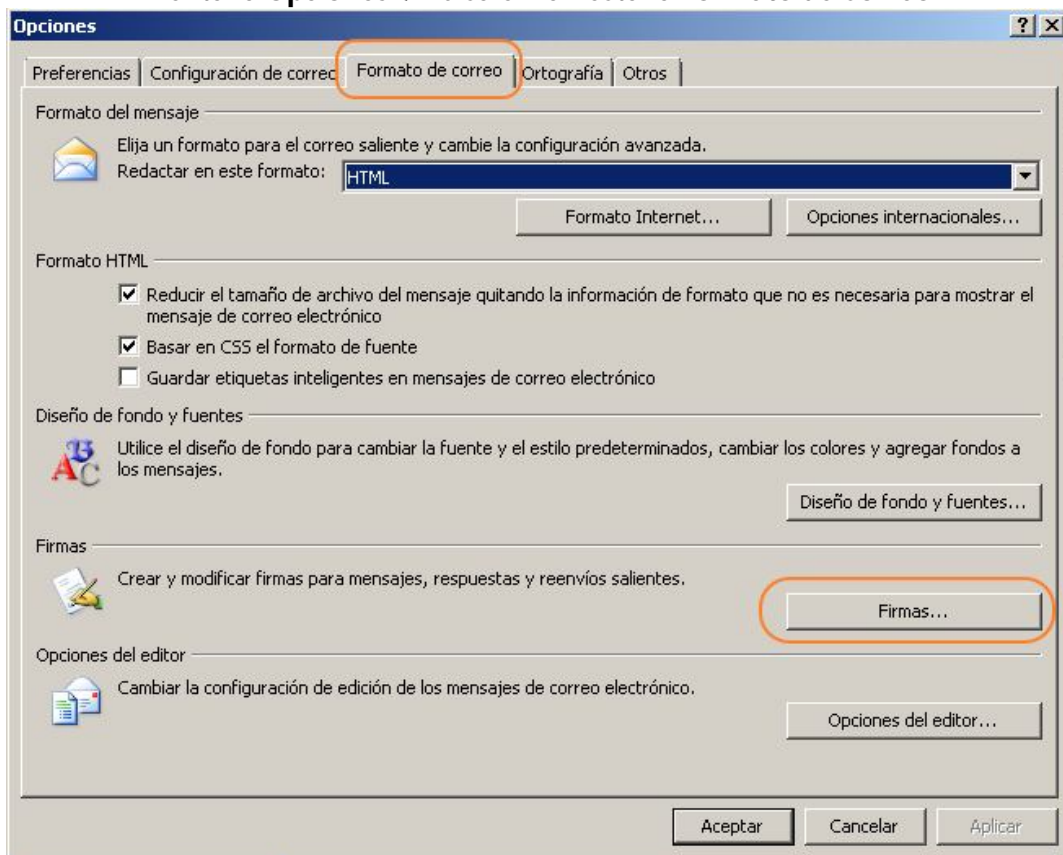 Opciones
Preferencias Configuración de correo Formato de correo Ortografía Otros
Formato del mensaje
Elija un formato para el correo saliente y cambie la configuración avanzada.
Redactar en este formato: HTML
Formato Internet... Opciones internacionales...
Formato HTML
Reducir el tamaño de archivo del mensaje quitando la información de formato que no es necesaria para mostrar el
mensaje de correo electrónico
Basar en CSS el formato de fuente
Guardar etiquetas inteligentes en mensajes de correo electrónico
Diseño de fondo y fuentes
Utilice el diseño de fondo para cambiar la fuente y el estilo predeterminados, cambiar los colores y agregar fondos a
los mensajes.
Diseño de fondo y fuentes...
Firmas
Crear y modificar firmas para mensajes, respuestas y reenvíos salientes.
Firmas...
Opciones del editor
Cambiar la configuración de edición de los mensajes de correo electrónico.
Opciones del editor...
Aceptar Cancelar Aplicar